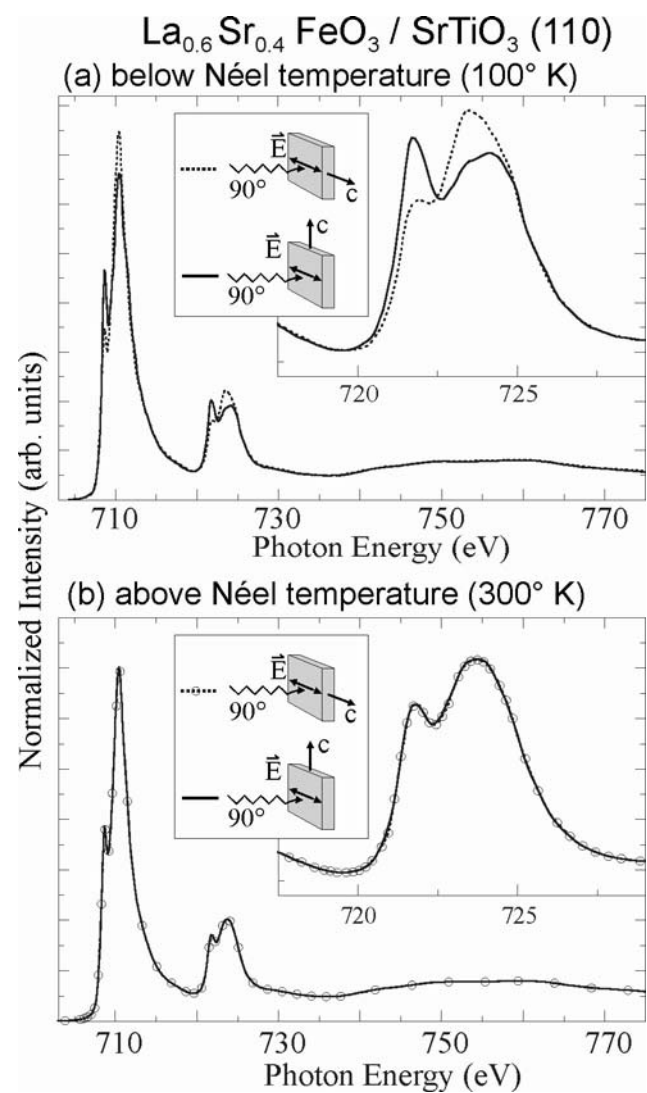 La0.6Sr0.4 FeO3 / SrTiO3 (110)
(a) below Néel temperature (100° K)
E
90°
c
c
E
90°
720 725
710 730 750 770
Photon Energy (eV)
Normalized Intensity (arb. units)
(b) above Néel temperature (300° K)
E
90°
c
c
E
90°
720 725
710 730 750 770
Photon Energy (eV)